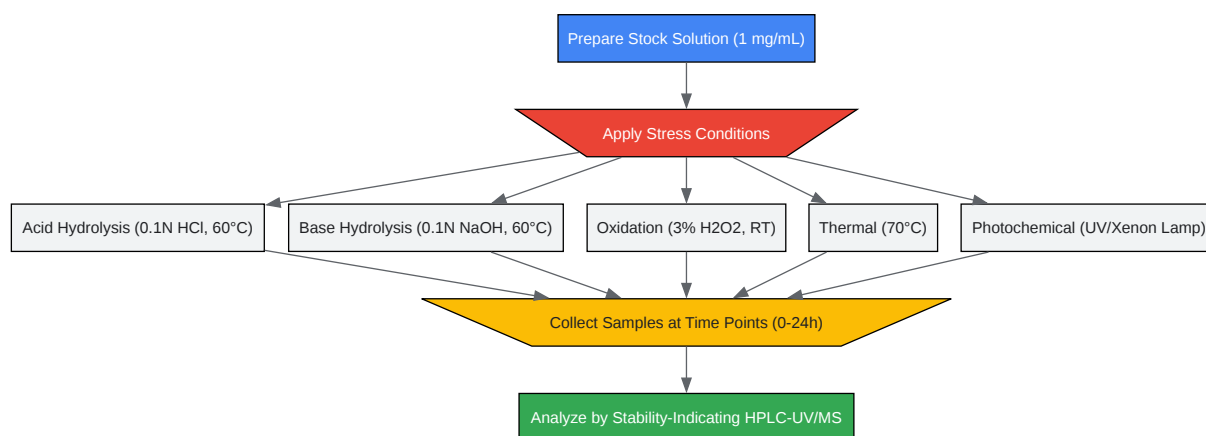 Prepare Stock Solution (1 mg/mL)
Apply Stress Conditions
Acid Hydrolysis (0.1N HCl, 60°C)
Base Hydrolysis (0.1N NaOH, 60°C)
Oxidation (3% H2O2, RT)
Thermal (70°C)
Photochemical (UV/Xenon Lamp)
Collect Samples at Time Points (0-24h)
Analyze by Stability-Indicating HPLC-UV/MS